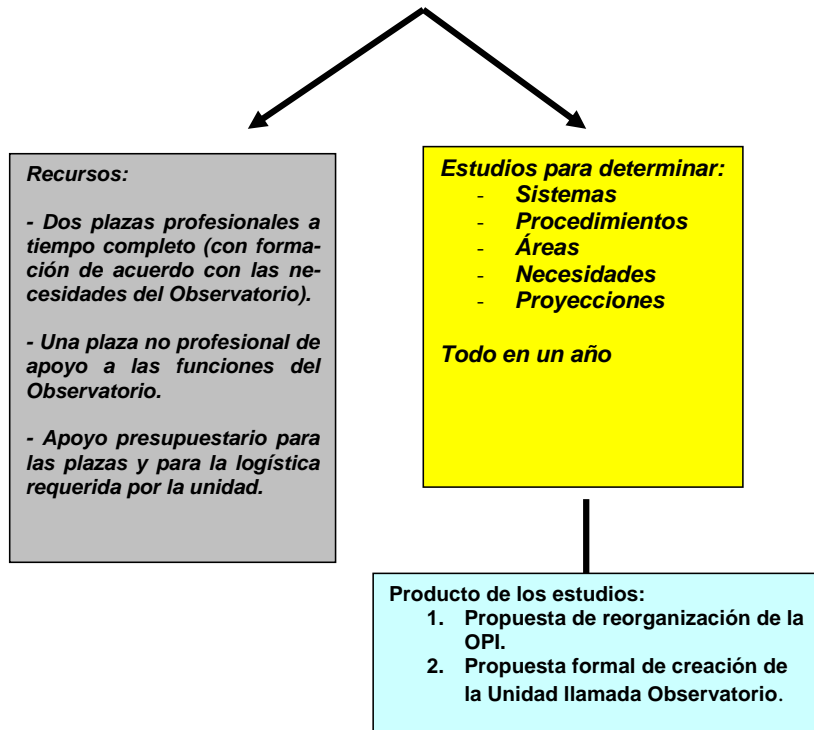 Recursos:
- Dos plazas profesionales a
tiempo completo (con forma-
ción de acuerdo con las ne-
cesidades del Observatorio).
- Una plaza no profesional de
apoyo a las funciones del
Observatorio.
- Apoyo presupuestario para
las plazas y para la logística
requerida por la unidad.
Estudios para determinar:
- Sistemas
- Procedimientos
- Áreas
- Necesidades
- Proyecciones
Todo en un año
Producto de los estudios:
1. Propuesta de reorganización de la
OPI.
2. Propuesta formal de creación de
la Unidad llamada Observatorio.